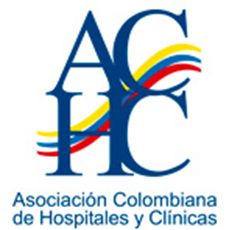 AC
HC
Asociación Colombiana
de Hospitales y Clínicas